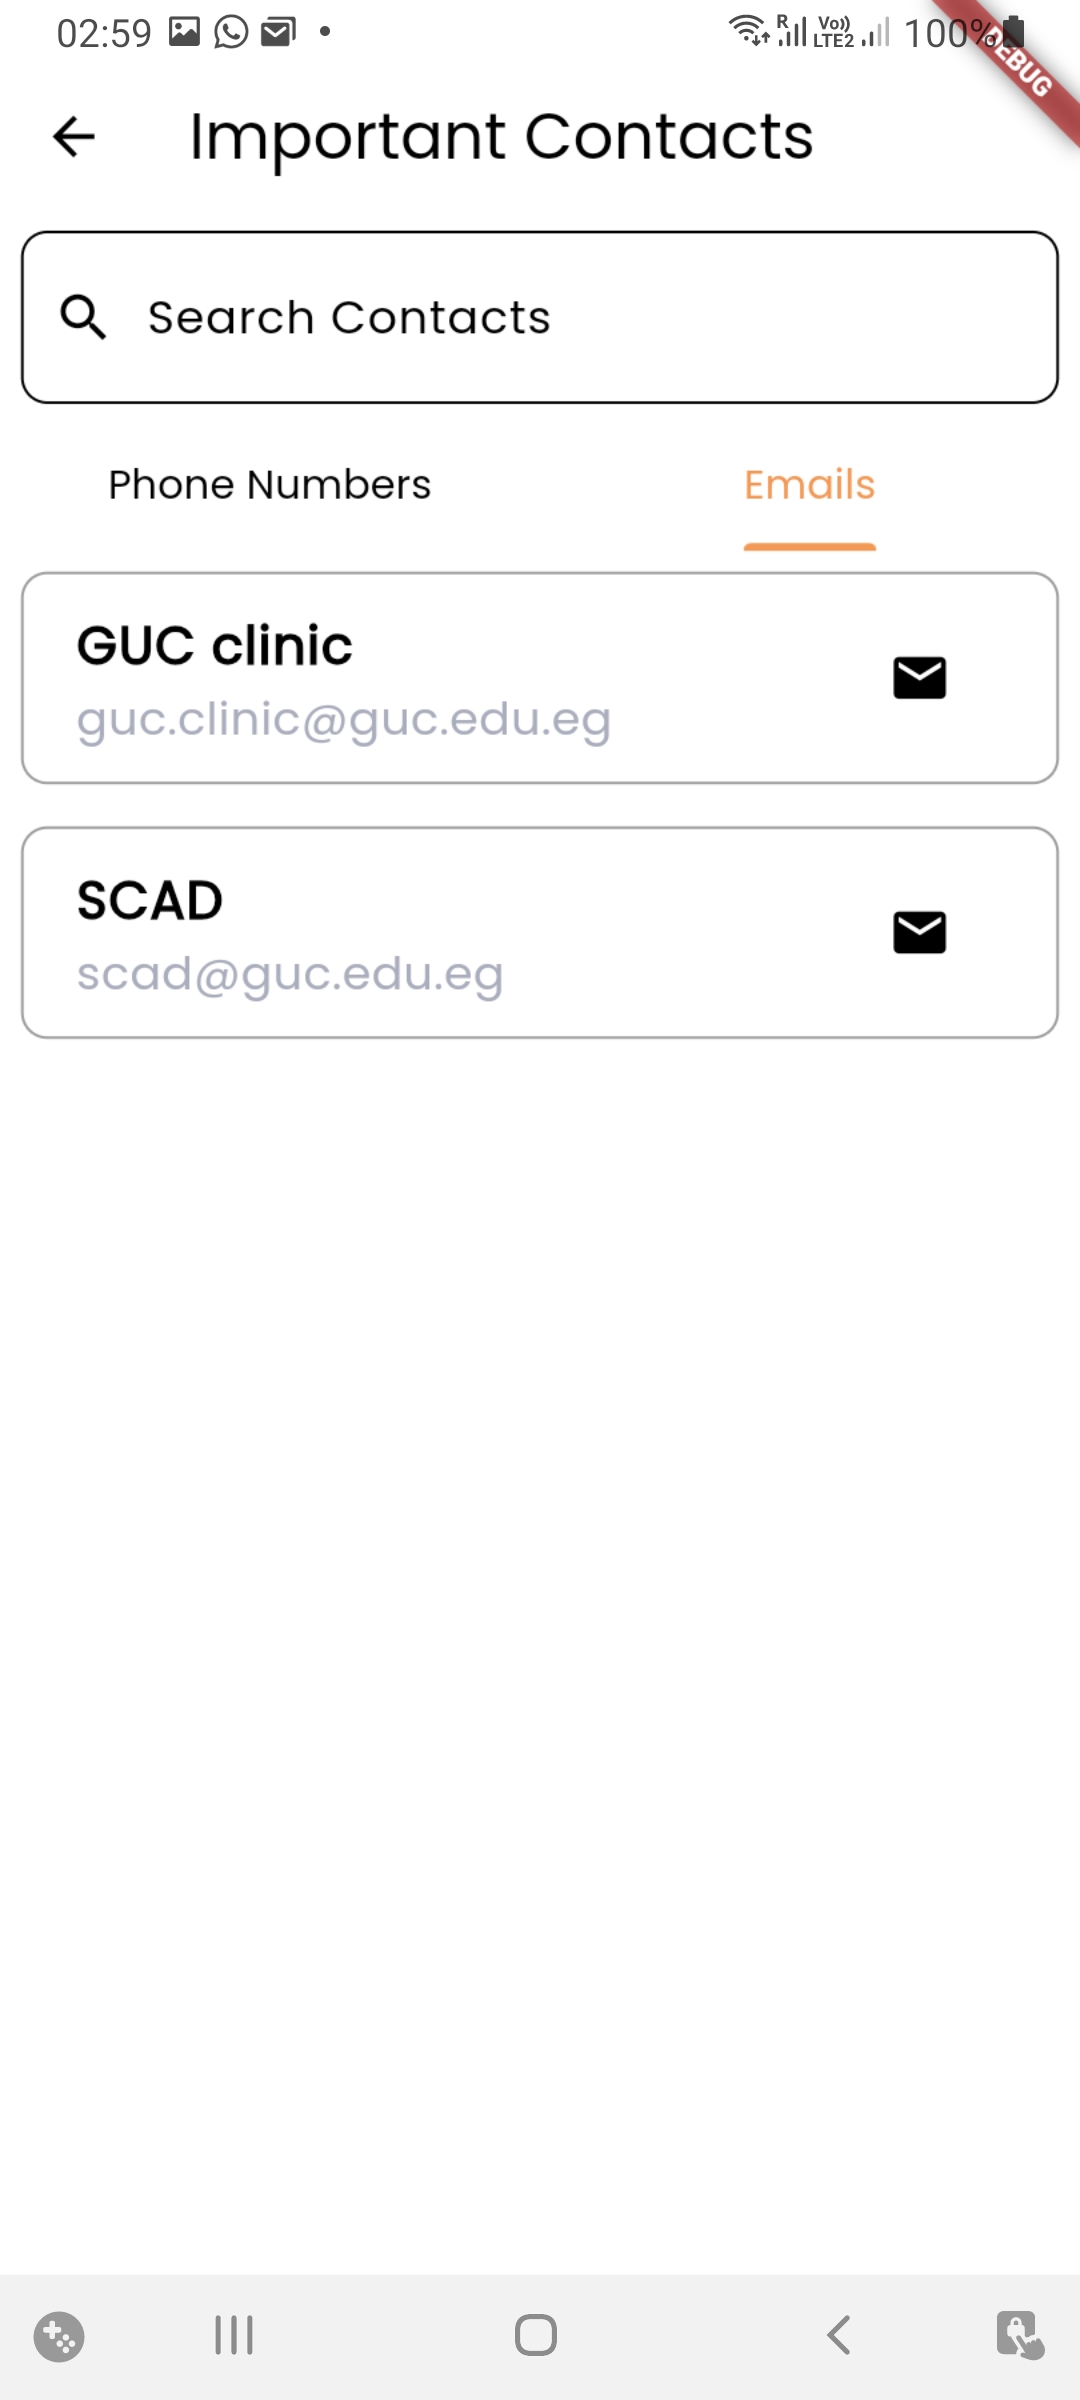 02:59
R Vo)) LTE2 100%
DEBUG
Important Contacts
Search Contacts
Phone Numbers
Emails
GUC clinic
guc.clinic@guc.edu.eg
SCAD
scad@guc.edu.eg